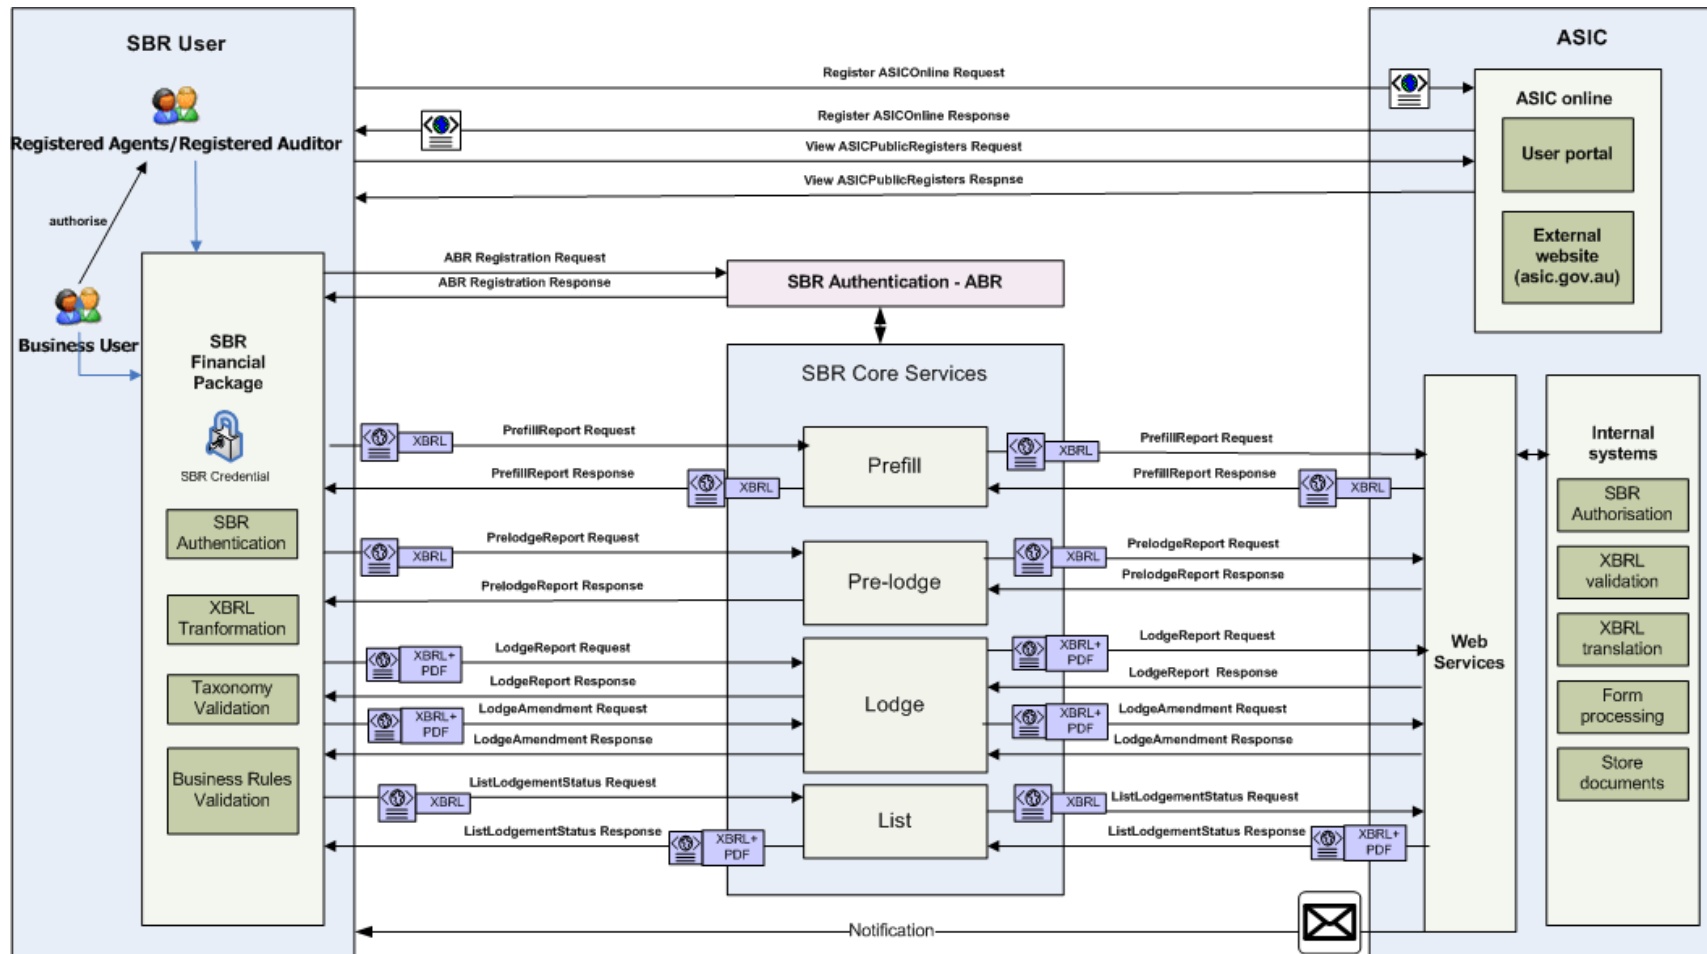 SBR User
ASIC
Register ASICOnline Request
Registered Agents/Registered Auditor
Register ASICOnline Response
View ASICPublicRegisters Request
View ASICPublicRegisters Respnse
ASIC online
User portal
External
website
(asic.gov.au)
authorise
Business User
ABR Registration Request
ABR Registration Response
SBR Authentication - ABR
SBR
Financial
Package
SBR Credential
SBR
Authentication
XBRL
Tranformation
Taxonomy
Validation
Business Rules
Validation
SBR Core Services
XBRL
PrefillReport Request
XBRL
PrefillReport Response
Prefill
XBRL
PrefillReport Request
PrefillReport Response
XBRL
XBRL
PrelodgeReport Request
PrelodgeReport Response
Pre-lodge
XBRL
PrelodgeReport Request
PrelodgeReport Response
XBRL+
PDF
LodgeReport Request
LodgeReport Response
XBRL+
PDF
LodgeAmendment Request
LodgeAmendment Response
Lodge
XBRL+
PDF
LodgeReport Request
LodgeReport  Response
XBRL+
PDF
LodgeAmendment Request
LodgeAmendment Response
XBRL
ListLodgementStatus Request
ListLodgementStatus Response
XBRL+
PDF
List
XBRL
ListLodgementStatus Request
ListLodgementStatus Response
XBRL+
PDF
Web
Services
Internal
systems
SBR
Authorisation
XBRL
validation
XBRL
translation
Form
processing
Store
documents
Notification